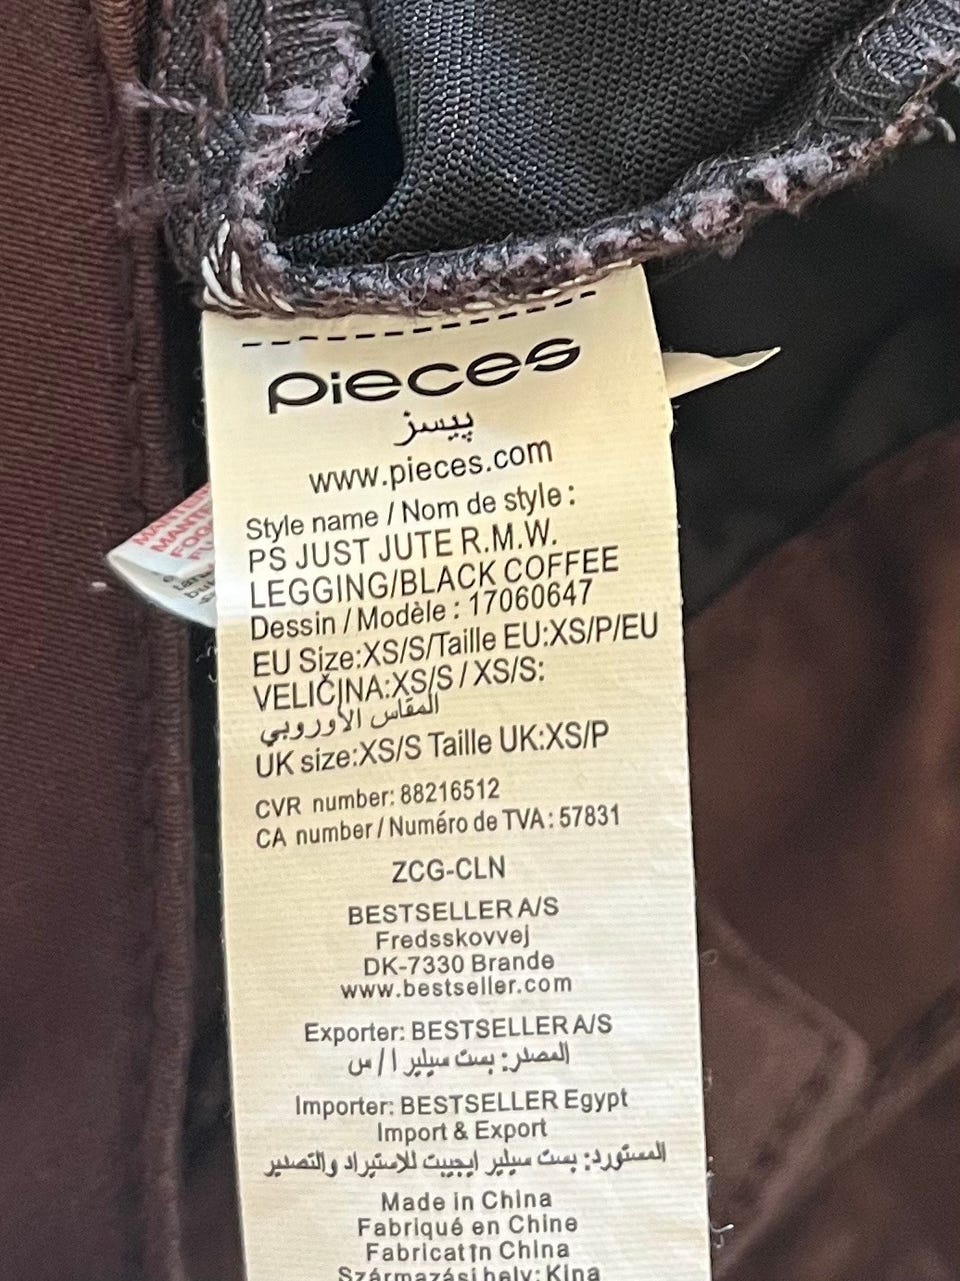 pieces
پيسز
www.pieces.com
Style name / Nom de style :
PS JUST JUTE R.M.W.
LEGGING/BLACK COFFEE
Dessin / Modèle : 17060647
EU Size:XS/S/Taille EU:XS/P/EU
VELIČINA:XS/S / XS/S:
المقاس الأوروبي
UK size:XS/S Taille UK:XS/P
CVR number: 88216512
CA number / Numéro de TVA: 57831
ZCG-CLN
BESTSELLER A/S
Fredsskovvej
DK-7330 Brande
www.bestseller.com
Exporter: BESTSELLER A/S
المصدر: بست سيلير ا/ س
Importer: BESTSELLER Egypt
Import & Export
المستورد: بست سيلير ايجيبت للاستيراد والتصدير
Made in China
Fabriqué en Chine
Fabricat în China
Származási hely: Kína